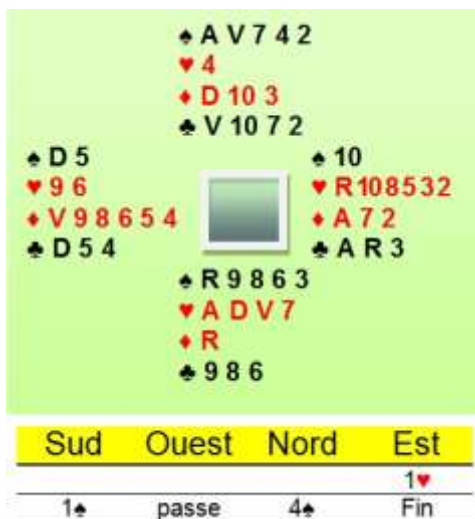 ♠ A V 7 4 2
♥ 4
♦ D 10 3
♣ V 10 7 2
♠ D 5
♥ 9 6
♦ V 9 8 6 5 4
♣ D 5 4
♠ 10
♥ R 10 8 5 3 2
♦ A 7 2
♣ A R 3
♠ R 9 8 6 3
♥ A D V 7
♦ R
♣ 9 8 6
Sud Ouest Nord Est
1♥
1♠ passe 4♠ Fin